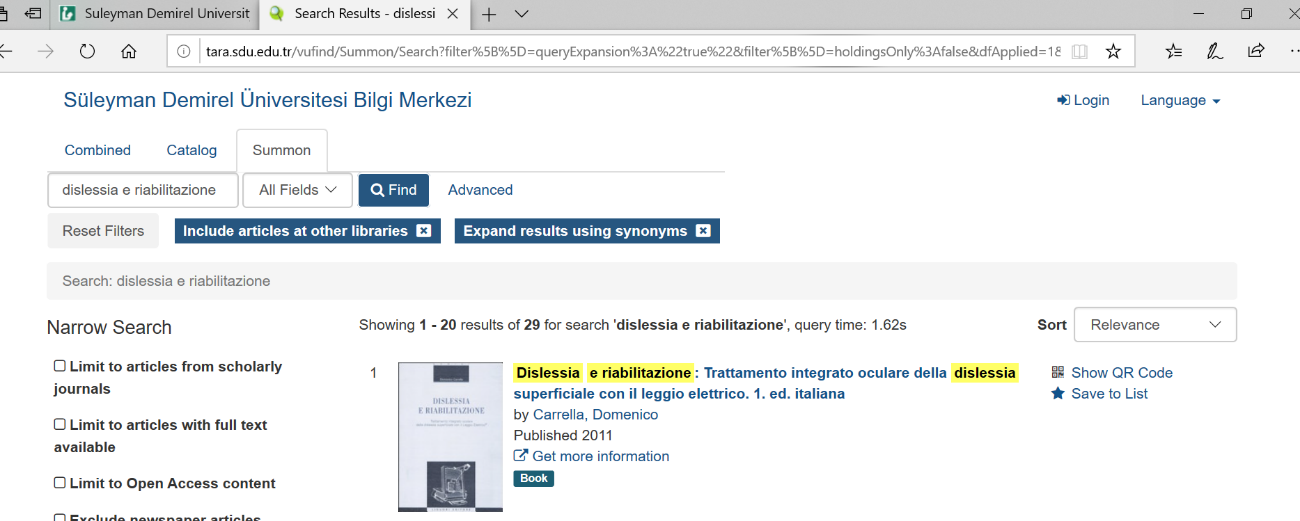 Suleyman Demirel Universit
Search Results - dislessi
tara.sdu.edu.tr/vufind/Summon/Search?filter%5B%5D=queryExpansion%3A%22true%22&filter%5B%5D=holdingsOnly%3Afalse&dfApplied=18
Süleyman Demirel Üniversitesi Bilgi Merkezi
Login
Language
Combined
Catalog
Summon
dislessia e riabilitazione
All Fields
Find
Advanced
Reset Filters
Include articles at other libraries
Expand results using synonyms
Search: dislessia e riabilitazione
Narrow Search
Showing 1 - 20 results of 29 for search 'dislessia e riabilitazione', query time: 1.62s
Sort
Relevance
Limit to articles from scholarly
journals
Limit to articles with full text
available
Limit to Open Access content
Exclude newspaper articles
1
DISLESSIA
E RIABILITAZIONE
Dislessia e riabilitazione: Trattamento integrato oculare della dislessia
superficiale con il leggio elettrico. 1. ed. italiana
by Carrella, Domenico
Published 2011
Get more information
Book
Show QR Code
Save to List